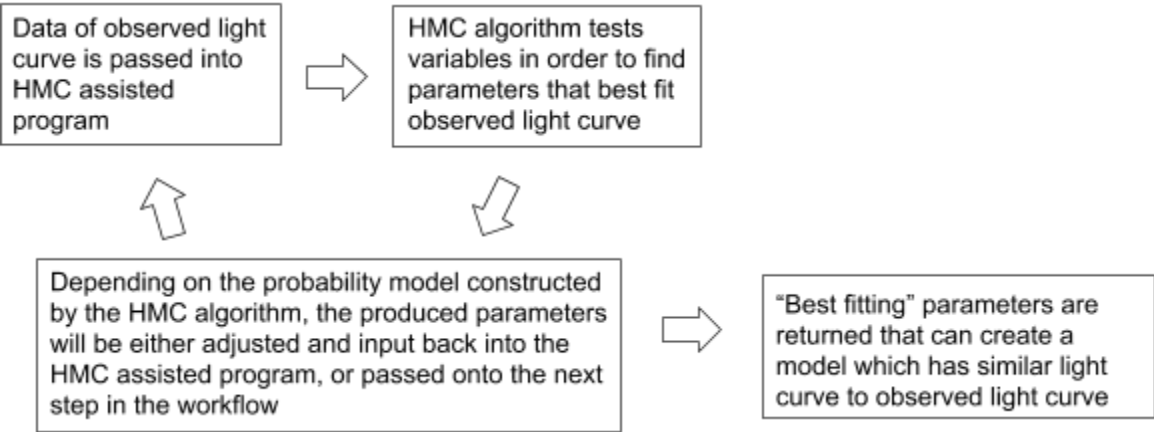 Data of observed light
curve is passed into
HMC assisted
program
HMC algorithm tests
variables in order to find
parameters that best fit
observed light curve
Depending on the probability model constructed
by the HMC algorithm, the produced parameters
will be either adjusted and input back into the
HMC assisted program, or passed onto the next
step in the workflow
“Best fitting” parameters are
returned that can create a
model which has similar light
curve to observed light curve